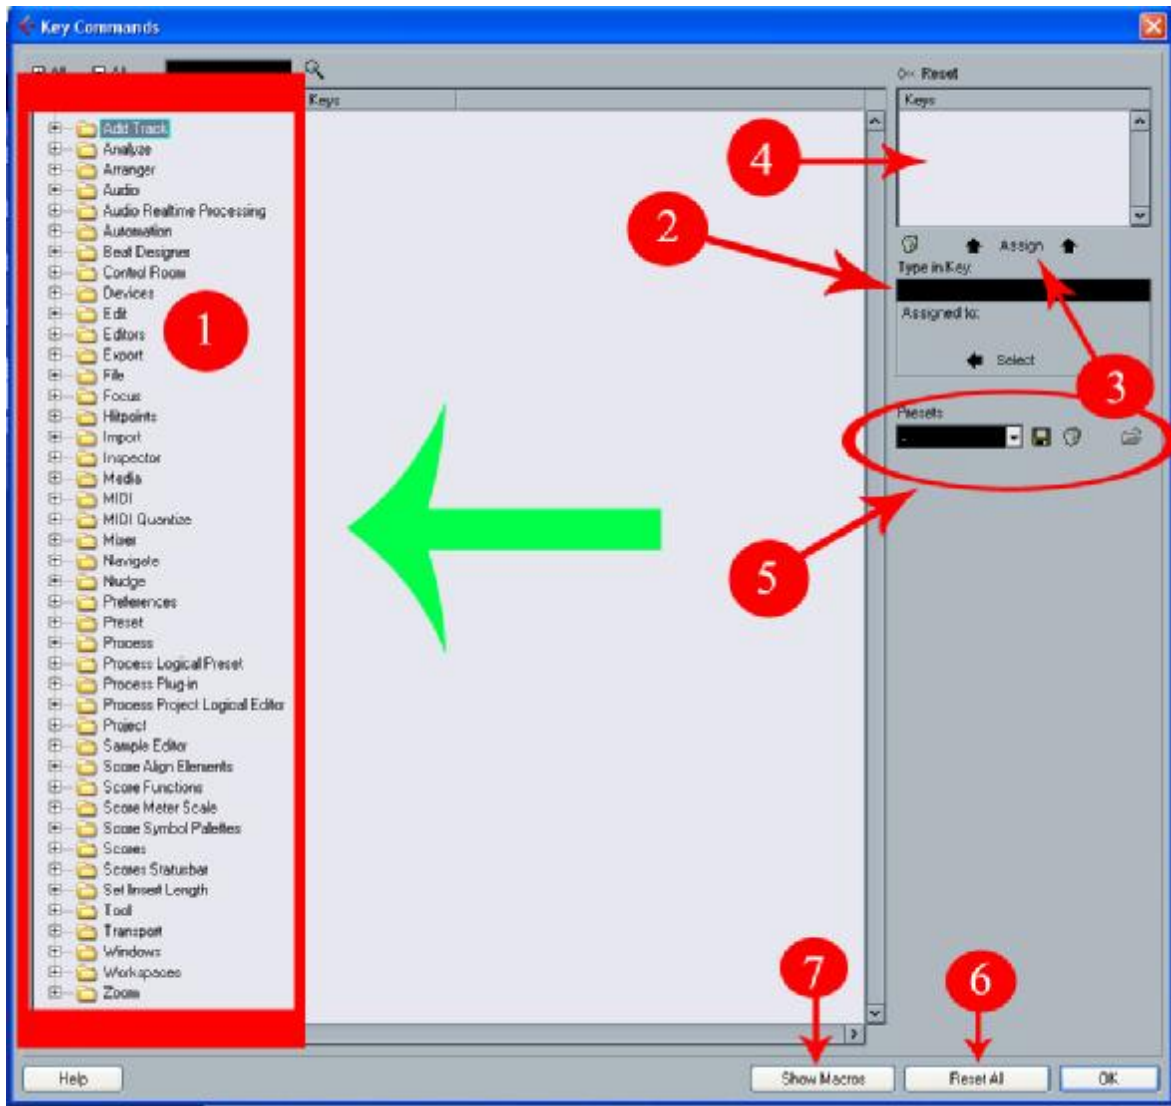 Key Commands
Reset
Keys
Keys
Add Track
Analyze
Arranger
Audio
Audio Realtime Processing
Automation
Beat Designer
Control Room
Devices
Edit
Editors
Export
File
Focus
Hitpoints
Import
Inspector
Media
MIDI
MIDI Quantize
Mixer
Navigate
Nudge
Preferences
Preset
Process
Process Logical Preset
Process Plug-in
Process Project Logical Editor
Project
Sample Editor
Score Align Elements
Score Functions
Score Meter Scale
Score Symbol Palettes
Scores
Scores Statusbar
Set Insert Length
Tool
Transport
Windows
Workspaces
Zoom
1
4
2
Assign
Type in Key:
Assigned to:
Select
3
Presets
-
5
7
6
Help
Show Macros
Reset All
OK